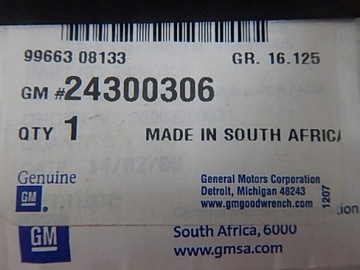 99663 08133 GR. 16.125
GM #24300306
QTY 1 MADE IN SOUTH AFRICA
Genuine
GM
General Motors Corporation
Detroit, Michigan 48243
www.gmgoodwrench.com
1207
GM
South Africa, 6000
www.gmsa.com